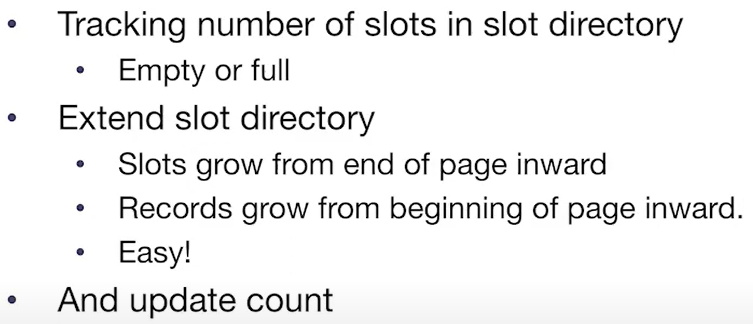 • Tracking number of slots in slot directory
• Empty or full
• Extend slot directory
• Slots grow from end of page inward
• Records grow from beginning of page inward.
• Easy!
• And update count